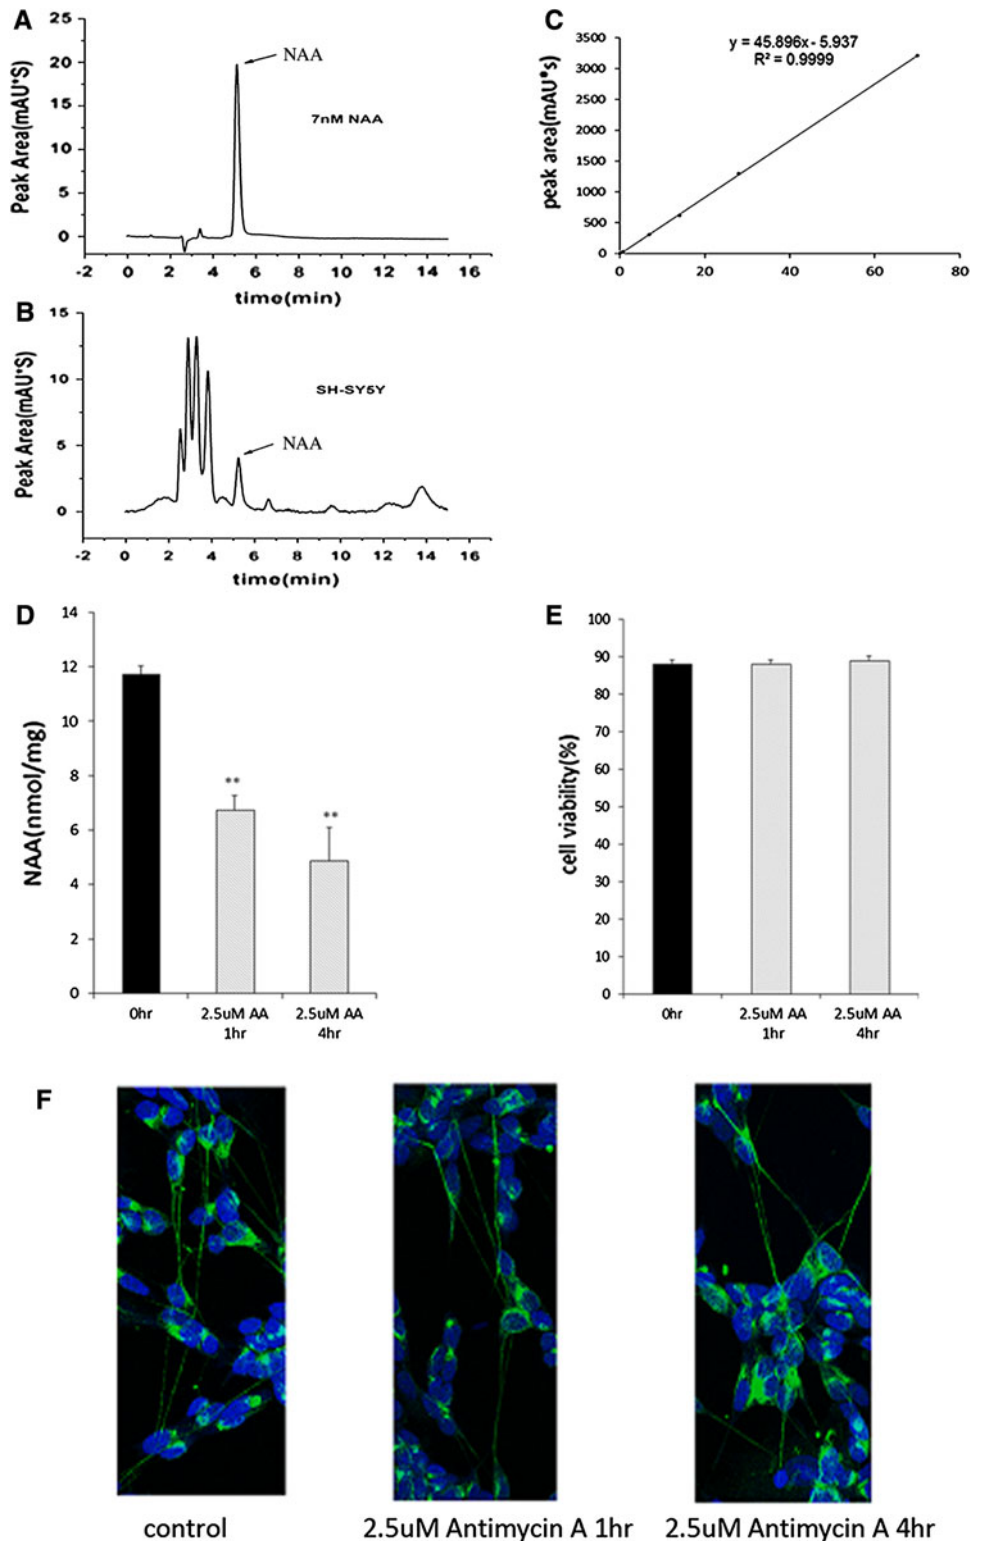 A
25
20
15
10
5
0
Peak Area(mAU*S)
NAA
7nM NAA
-2 0 2 4 6 8 10 12 14 16
time(min)
B
15
10
5
0
Peak Area(mAU*S)
SH-SY5Y
NAA
-2 0 2 4 6 8 10 12 14 16
time(min)
C
3500
3000
2500
2000
1500
1000
500
0
peak area(mAU*s)
y = 45.896x - 5.937
R² = 0.9999
0 20 40 60 80
D
14
12
10
8
6
4
2
0
NAA(nmol/mg)
**
**
0hr
2.5uM AA
1hr
2.5uM AA
4hr
E
100
90
80
70
60
50
40
30
20
10
0
cell viability(%)
0hr
2.5uM AA
1hr
2.5uM AA
4hr
F
control
2.5uM Antimycin A 1hr
2.5uM Antimycin A 4hr